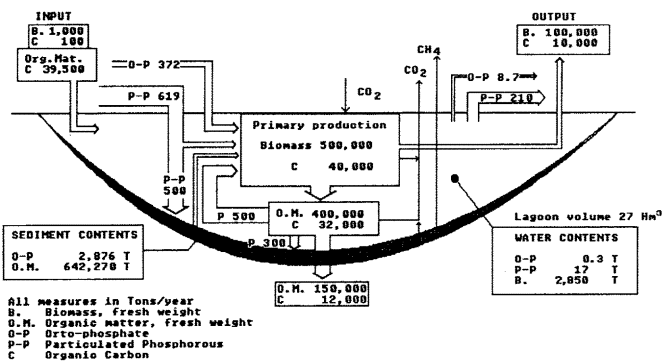 INPUT
B. 1,000
C 100
Org.Mat.
C 39,500
O-P 372
P-P 619
CO2
CO2
CH4
OUTPUT
B. 100,000
C 10,000
O-P 8.7
P-P 210
Primary production
Biomass 500,000
C 40,000
P-P
500
P 500
O.M. 400,000
C 32,000
P 300
O.M. 150,000
C 12,000
SEDIMENT CONTENTS
O-P 2,876 T
O.M. 642,270 T
Lagoon volume 27 Hm3
WATER CONTENTS
O-P 0.3 T
P-P 17 T
B. 2,850 T
All measures in Tons/year
B. Biomass, fresh weight
O.M. Organic matter, fresh weight
O-P Orto-phosphate
P-P Particulated Phosphorous
C Organic Carbon